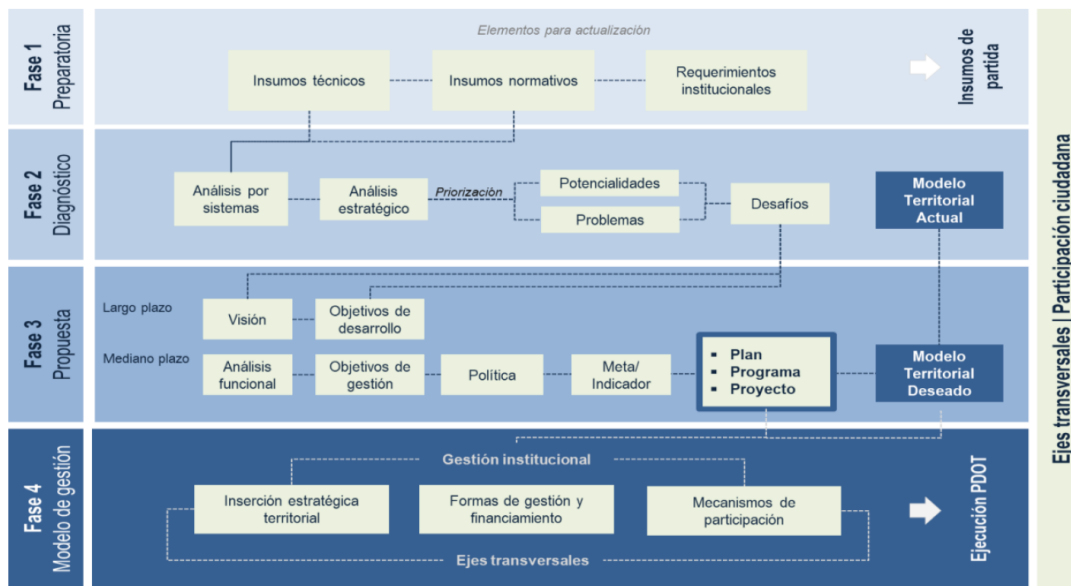 Fase 1
Preparatoria
Elementos para actualización
Insumos técnicos
Insumos normativos
Requerimientos
institucionales
Insumos de
partida
Fase 2
Diagnóstico
Análisis por
sistemas
Análisis
estratégico
Priorización
Potencialidades
Problemas
Desafíos
Modelo
Territorial
Actual
Fase 3
Propuesta
Largo plazo
Visión
Objetivos de
desarrollo
Mediano plazo
Análisis
funcional
Objetivos de
gestión
Política
Meta/
Indicador
▪ Plan
▪ Programa
▪ Proyecto
Modelo
Territorial
Deseado
Fase 4
Modelo de gestión
Gestión institucional
Inserción estratégica
territorial
Formas de gestión y
financiamiento
Mecanismos de
participación
Ejes transversales
Ejecución PDOT
Ejes transversales | Participación ciudadana